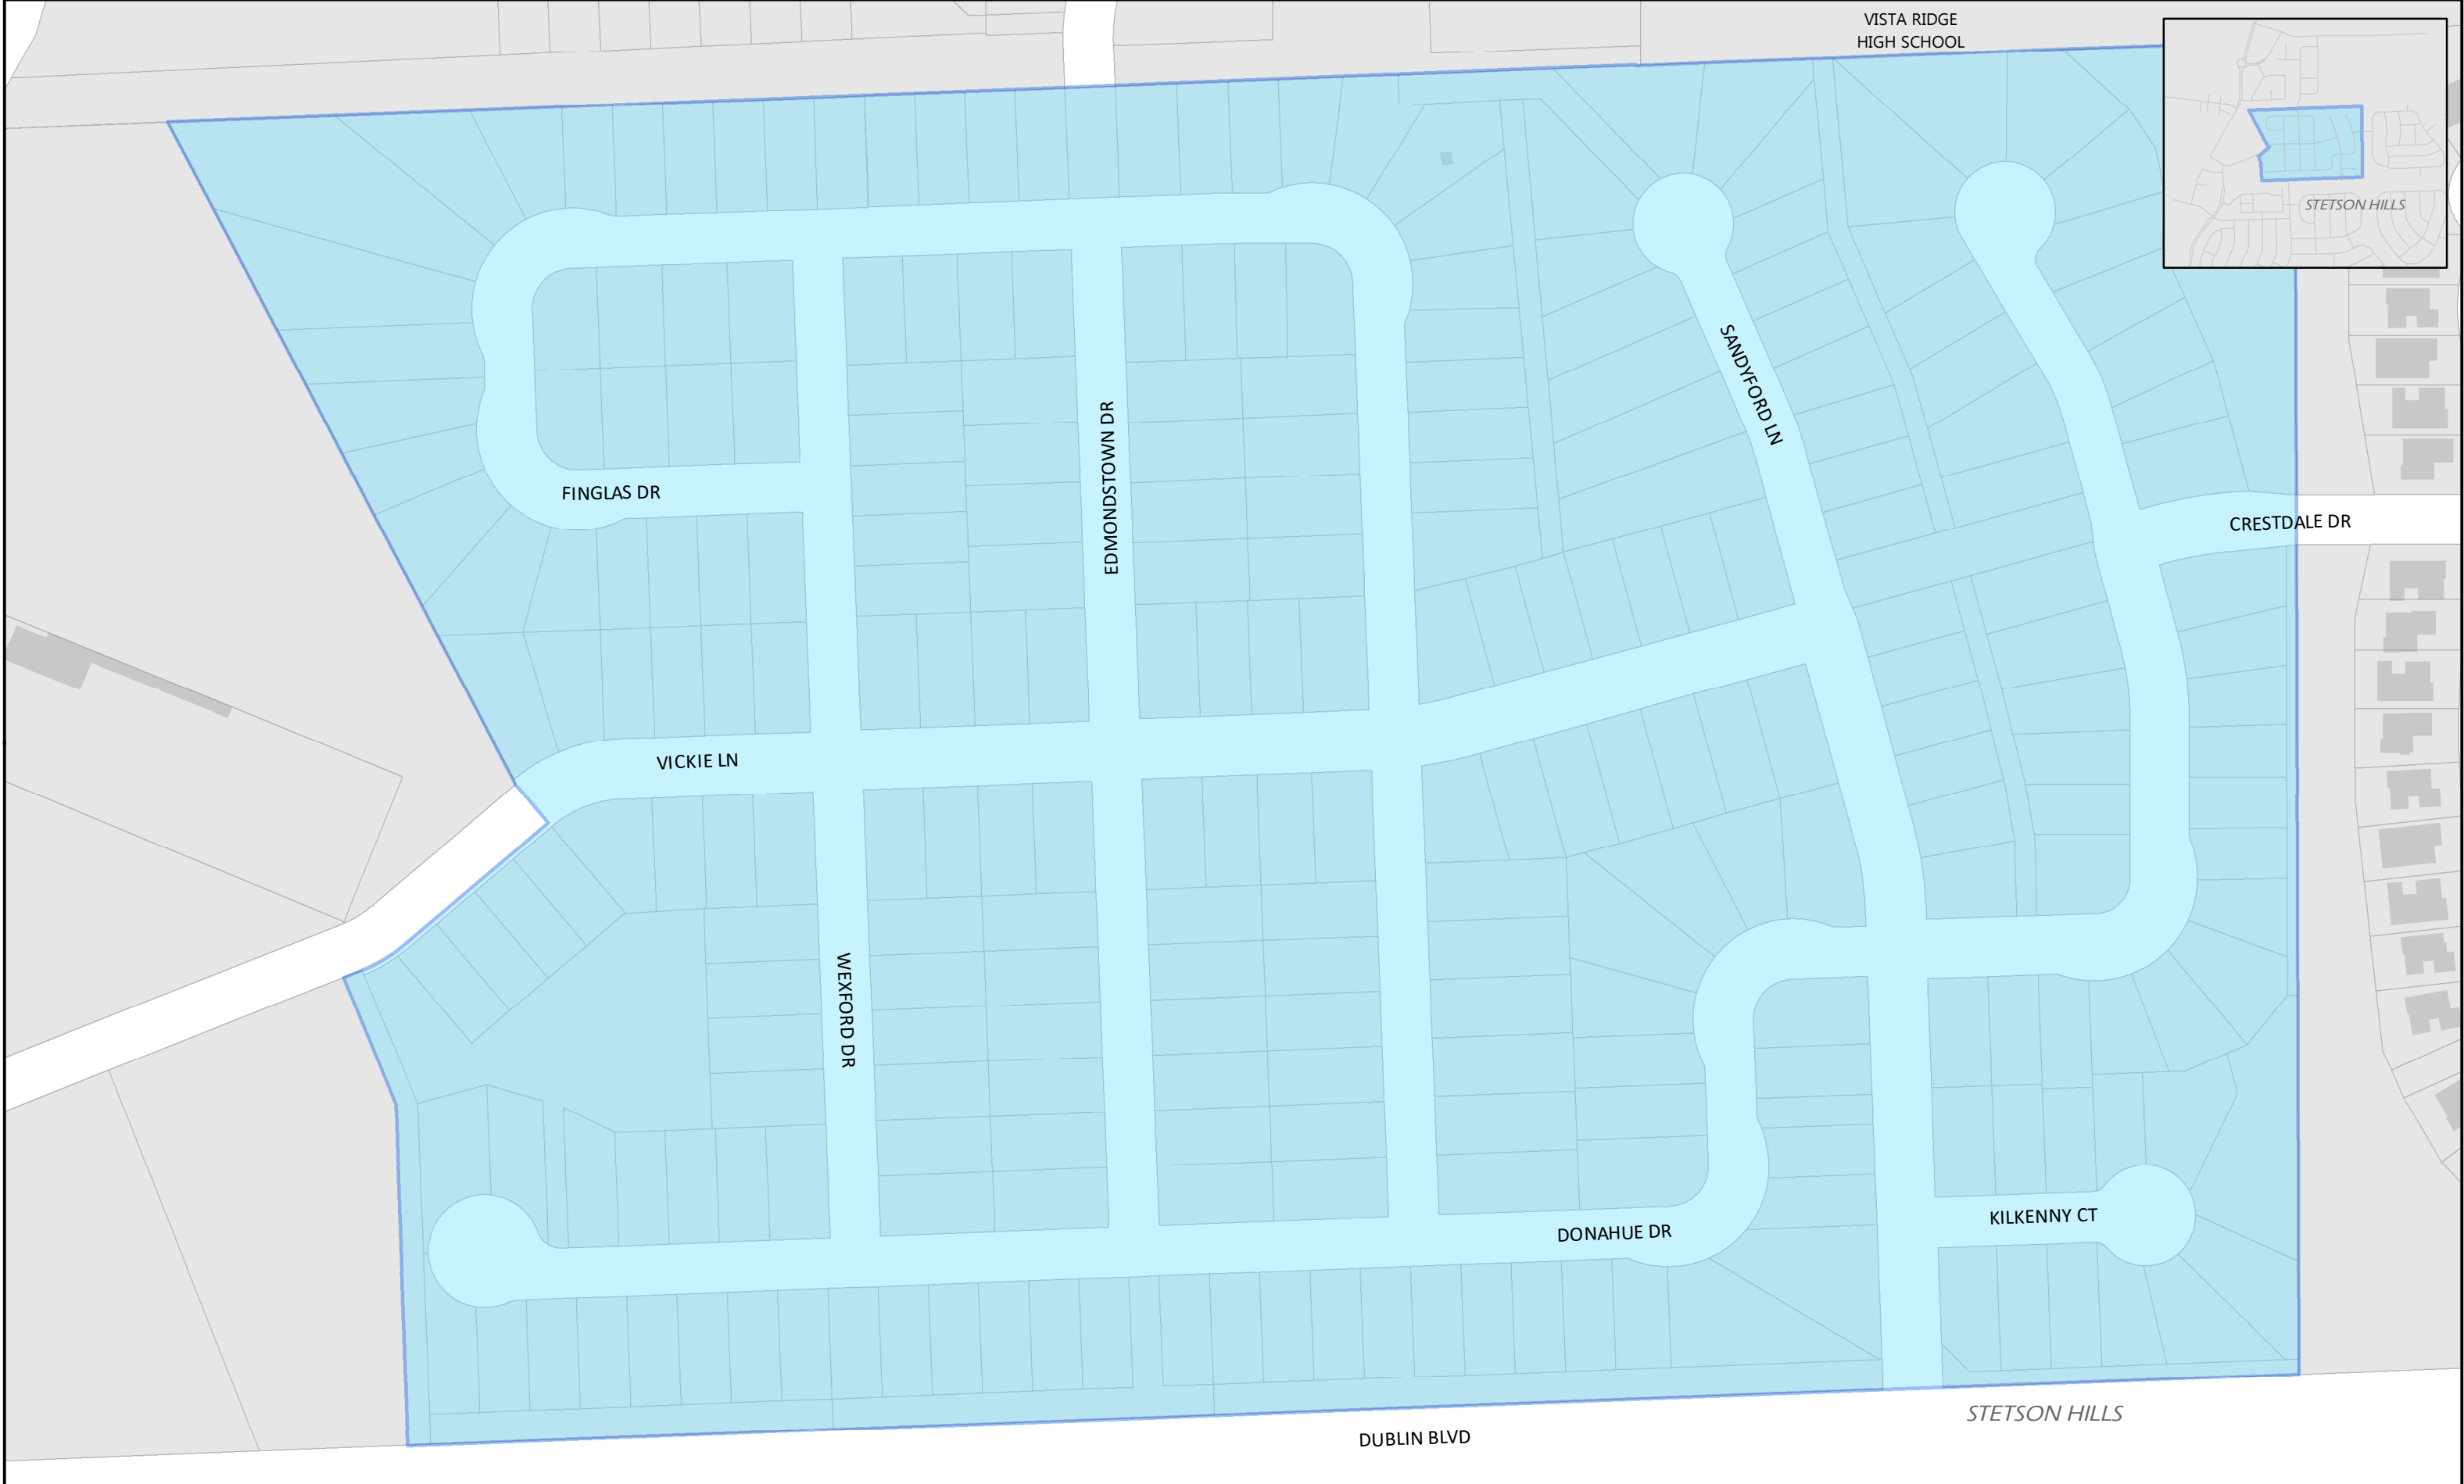 VISTA RIDGE
HIGH SCHOOL
STETSON HILLS
SANDYFORD LN
EDMONDSTOWN DR
FINGLAS DR
CRESTDALE DR
VICKIE LN
WEXFORD DR
DONAHUE DR
KILKENNY CT
STETSON HILLS
DUBLIN BLVD